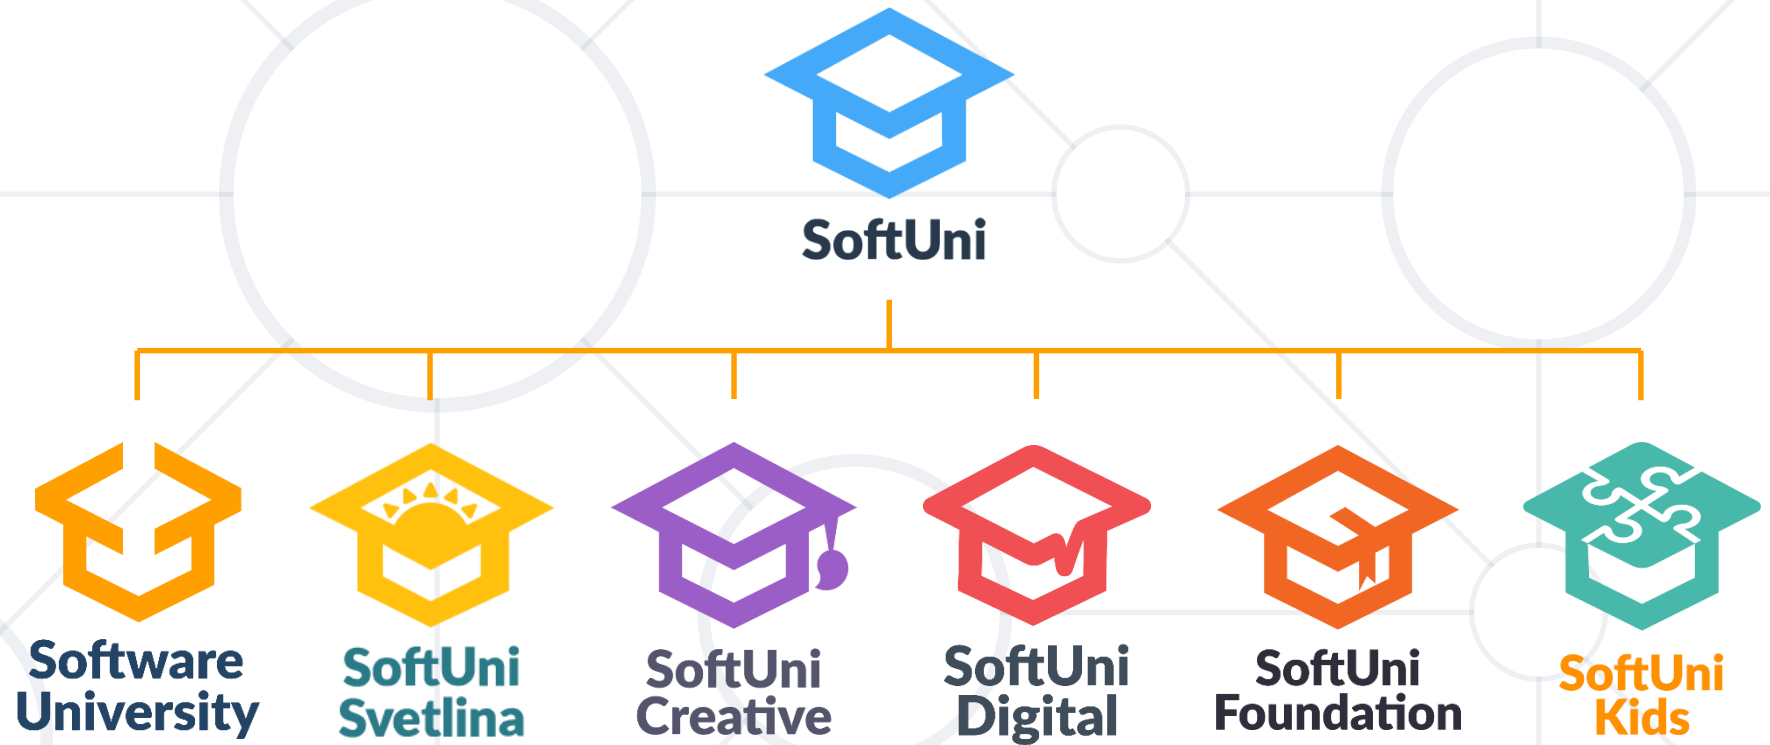 SoftUni
Software
University
SoftUni
Svetlina
SoftUni
Creative
SoftUni
Digital
SoftUni
Foundation
SoftUni
Kids